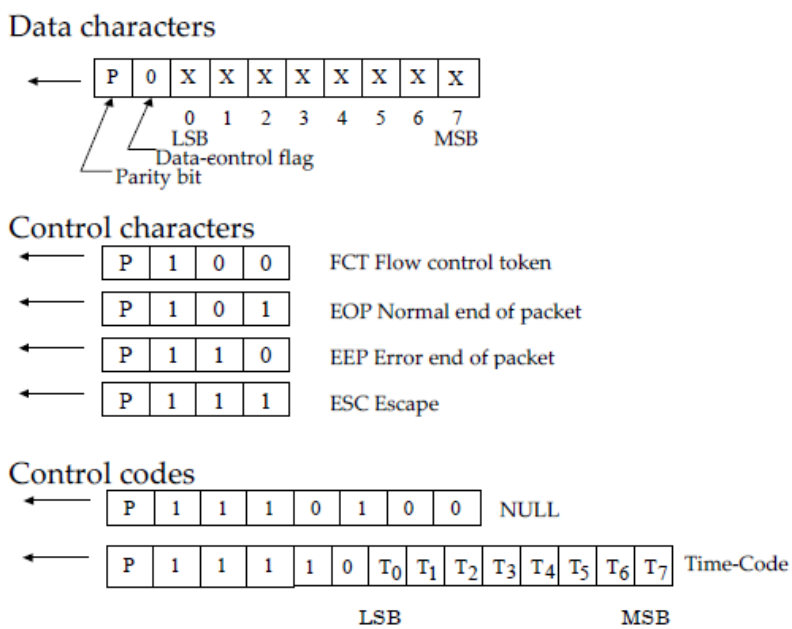 Data characters
P 0 X X X X X X X X
0 1 2 3 4 5 6 7
LSB MSB
Data-control flag
Parity bit
Control characters
P 1 0 0 FCT Flow control token
P 1 0 1 EOP Normal end of packet
P 1 1 0 EEP Error end of packet
P 1 1 1 ESC Escape
Control codes
P 1 1 1 0 1 0 0 NULL
P 1 1 1 1 0 T0 T1 T2 T3 T4 T5 T6 T7 Time-Code
LSB MSB